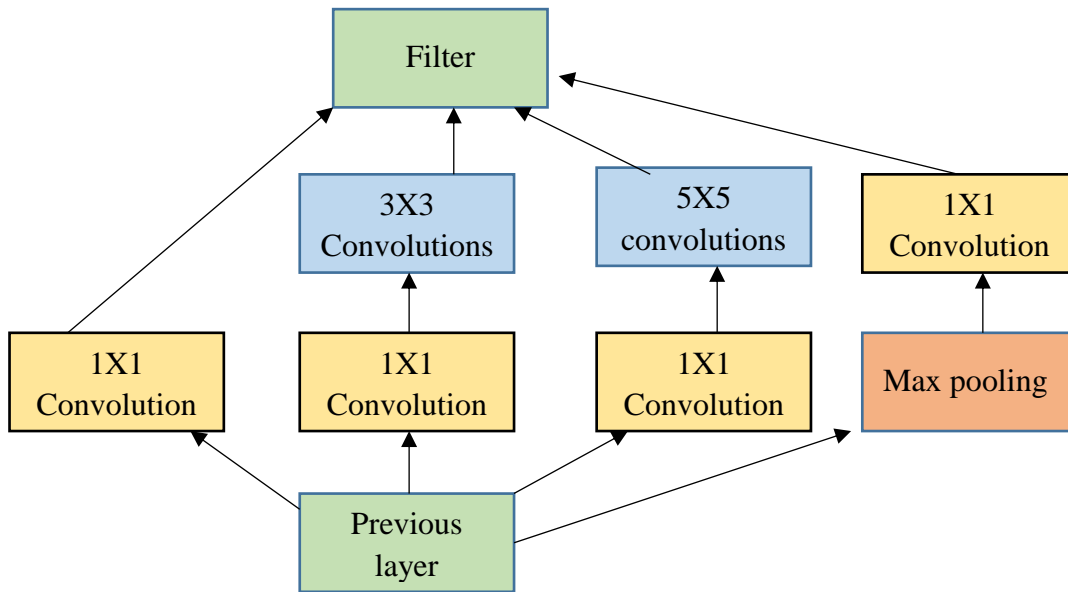 Filter
3X3
Convolutions
5X5
convolutions
1X1
Convolution
1X1
Convolution
1X1
Convolution
1X1
Convolution
Max pooling
Previous
layer